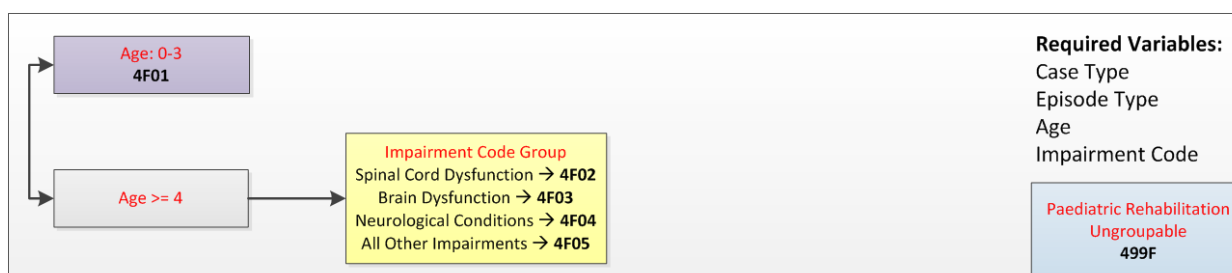 Age: 0-3
4F01
Age >= 4
Impairment Code Group
Spinal Cord Dysfunction → 4F02
Brain Dysfunction → 4F03
Neurological Conditions → 4F04
All Other Impairments → 4F05
Required Variables:
Case Type
Episode Type
Age
Impairment Code
Paediatric Rehabilitation
Ungroupable
499F